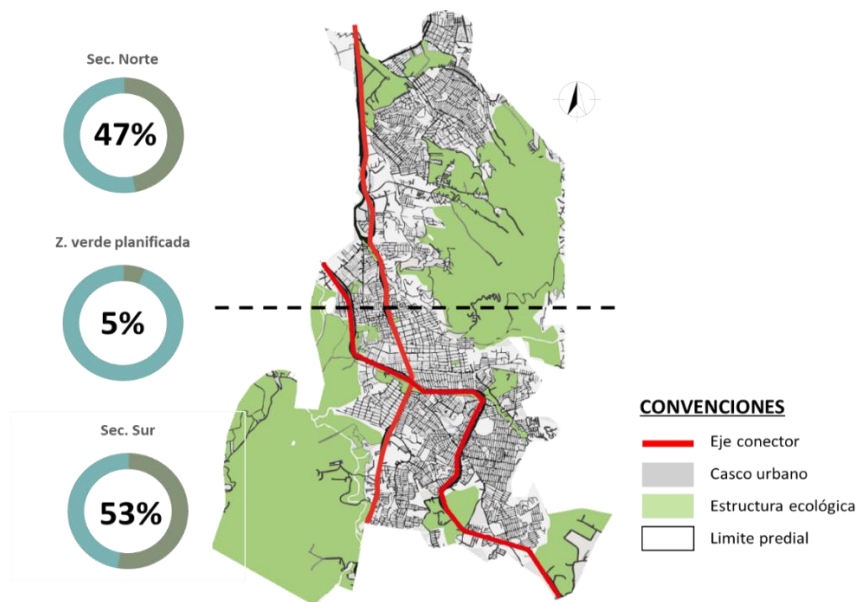 Sec. Norte
47%
Z. verde planificada
5%
Sec. Sur
53%
CONVENCIONES
Eje conector
Casco urbano
Estructura ecológica
Limite predial